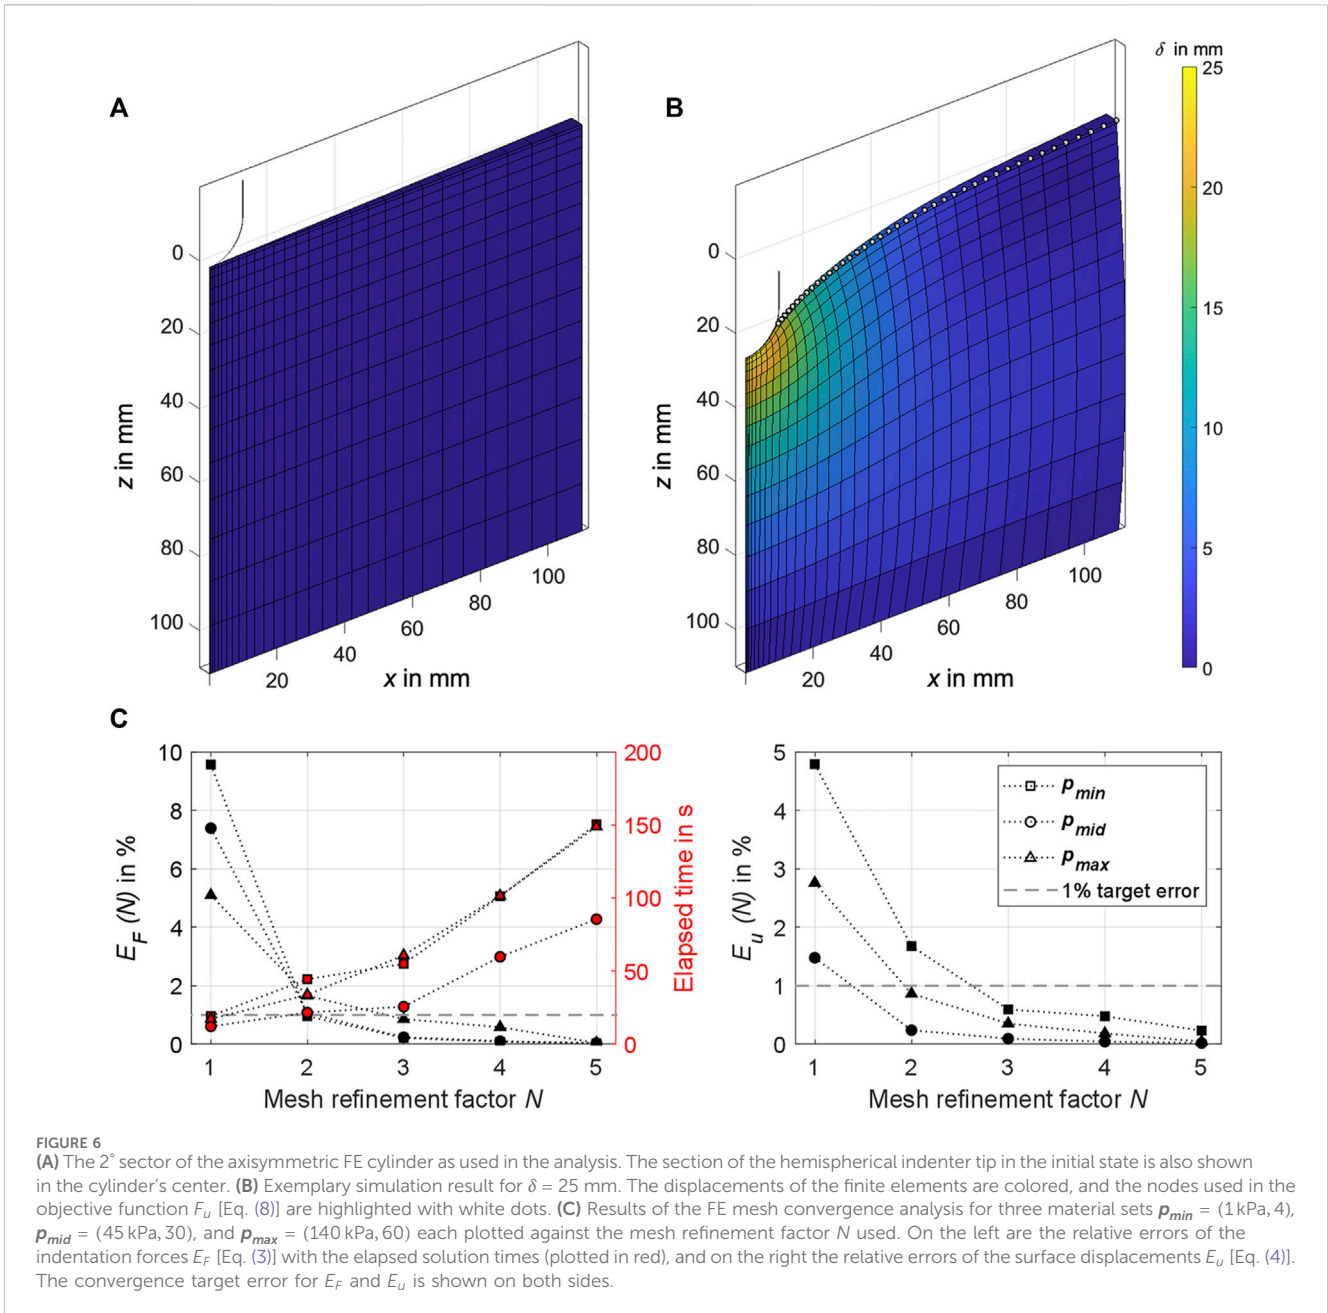 A
B
δ in mm
25
20
15
10
5
0
0
20
40
60
80
100
z in mm
20
40
60
80
100
x in mm
0
20
40
60
80
100
z in mm
20
40
60
80
100
x in mm
C
10
8
6
4
2
0
E_F (N) in %
200
150
100
50
0
Elapsed time in s
1 2 3 4 5
Mesh refinement factor N
5
4
3
2
1
0
E_u (N) in %
p_min
p_mid
p_max
1% target error
1 2 3 4 5
Mesh refinement factor N
FIGURE 6
(A) The 2° sector of the axisymmetric FE cylinder as used in the analysis. The section of the hemispherical indenter tip in the initial state is also shown
in the cylinder's center. (B) Exemplary simulation result for δ = 25 mm. The displacements of the finite elements are colored, and the nodes used in the
objective function F_u [Eq. (8)] are highlighted with white dots. (C) Results of the FE mesh convergence analysis for three material sets p_min = (1 kPa, 4),
p_mid = (45 kPa, 30), and p_max = (140 kPa, 60) each plotted against the mesh refinement factor N used. On the left are the relative errors of the
indentation forces E_F [Eq. (3)] with the elapsed solution times (plotted in red), and on the right the relative errors of the surface displacements E_u [Eq. (4)].
The convergence target error for E_F and E_u is shown on both sides.